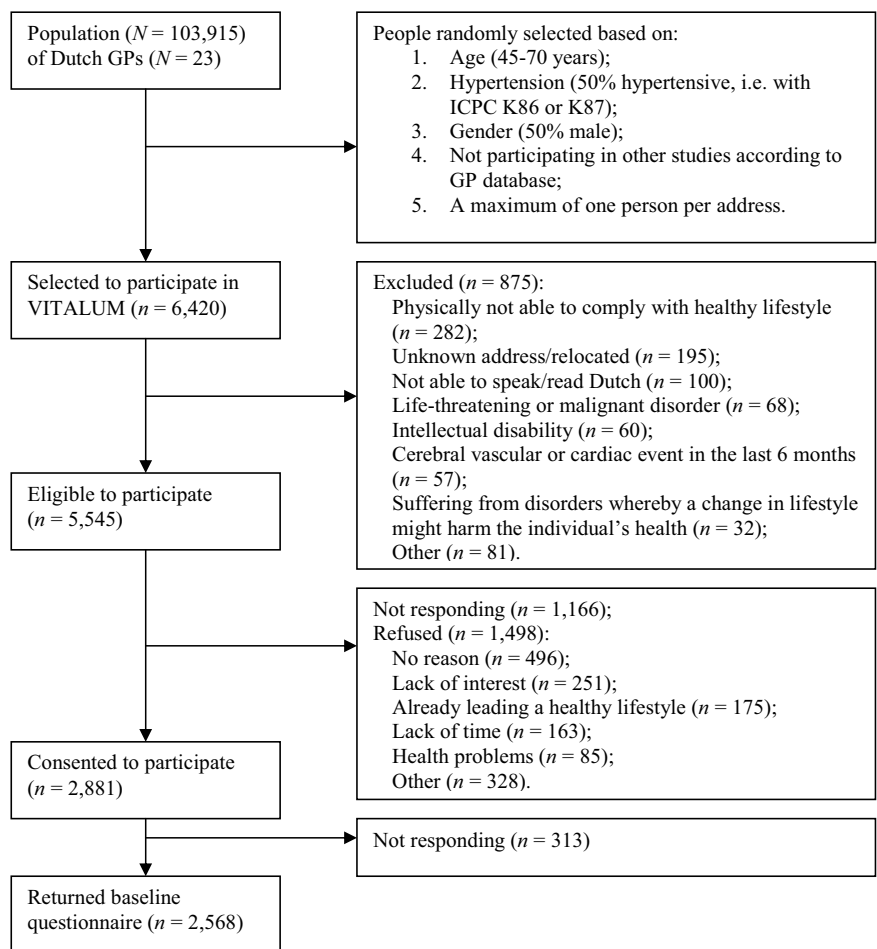 Population (N = 103,915)
of Dutch GPs (N = 23)
People randomly selected based on:
1. Age (45-70 years);
2. Hypertension (50% hypertensive, i.e. with
ICPC K86 or K87);
3. Gender (50% male);
4. Not participating in other studies according to
GP database;
5. A maximum of one person per address.
Selected to participate in
VITALUM (n = 6,420)
Excluded (n = 875):
Physically not able to comply with healthy lifestyle
(n = 282);
Unknown address/relocated (n = 195);
Not able to speak/read Dutch (n = 100);
Life-threatening or malignant disorder (n = 68);
Intellectual disability (n = 60);
Cerebral vascular or cardiac event in the last 6 months
(n = 57);
Suffering from disorders whereby a change in lifestyle
might harm the individual's health (n = 32);
Other (n = 81).
Eligible to participate
(n = 5,545)
Not responding (n = 1,166);
Refused (n = 1,498):
No reason (n = 496);
Lack of interest (n = 251);
Already leading a healthy lifestyle (n = 175);
Lack of time (n = 163);
Health problems (n = 85);
Other (n = 328).
Consented to participate
(n = 2,881)
Not responding (n = 313)
Returned baseline
questionnaire (n = 2,568)